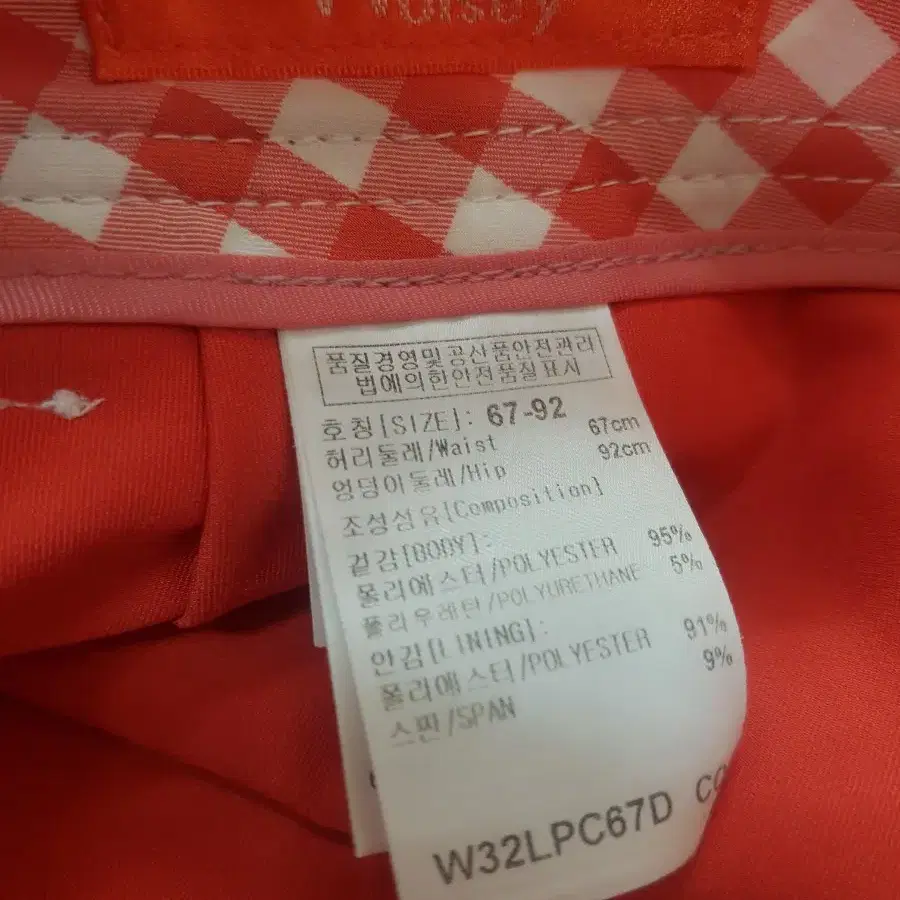 품질경영및공산품안전관리
법에의한안전품질표시
호칭[SIZE]: 67-92
허리둘레/Waist 67cm
엉덩이둘레/Hip 92cm
조성섬유[Composition]
겉감[BODY]:
폴리에스터/POLYESTER 95%
폴리우레탄/POLYURETHANE 5%
안감[LINING]:
폴리에스터/POLYESTER 91%
스판/SPAN 9%
W32LPC67D